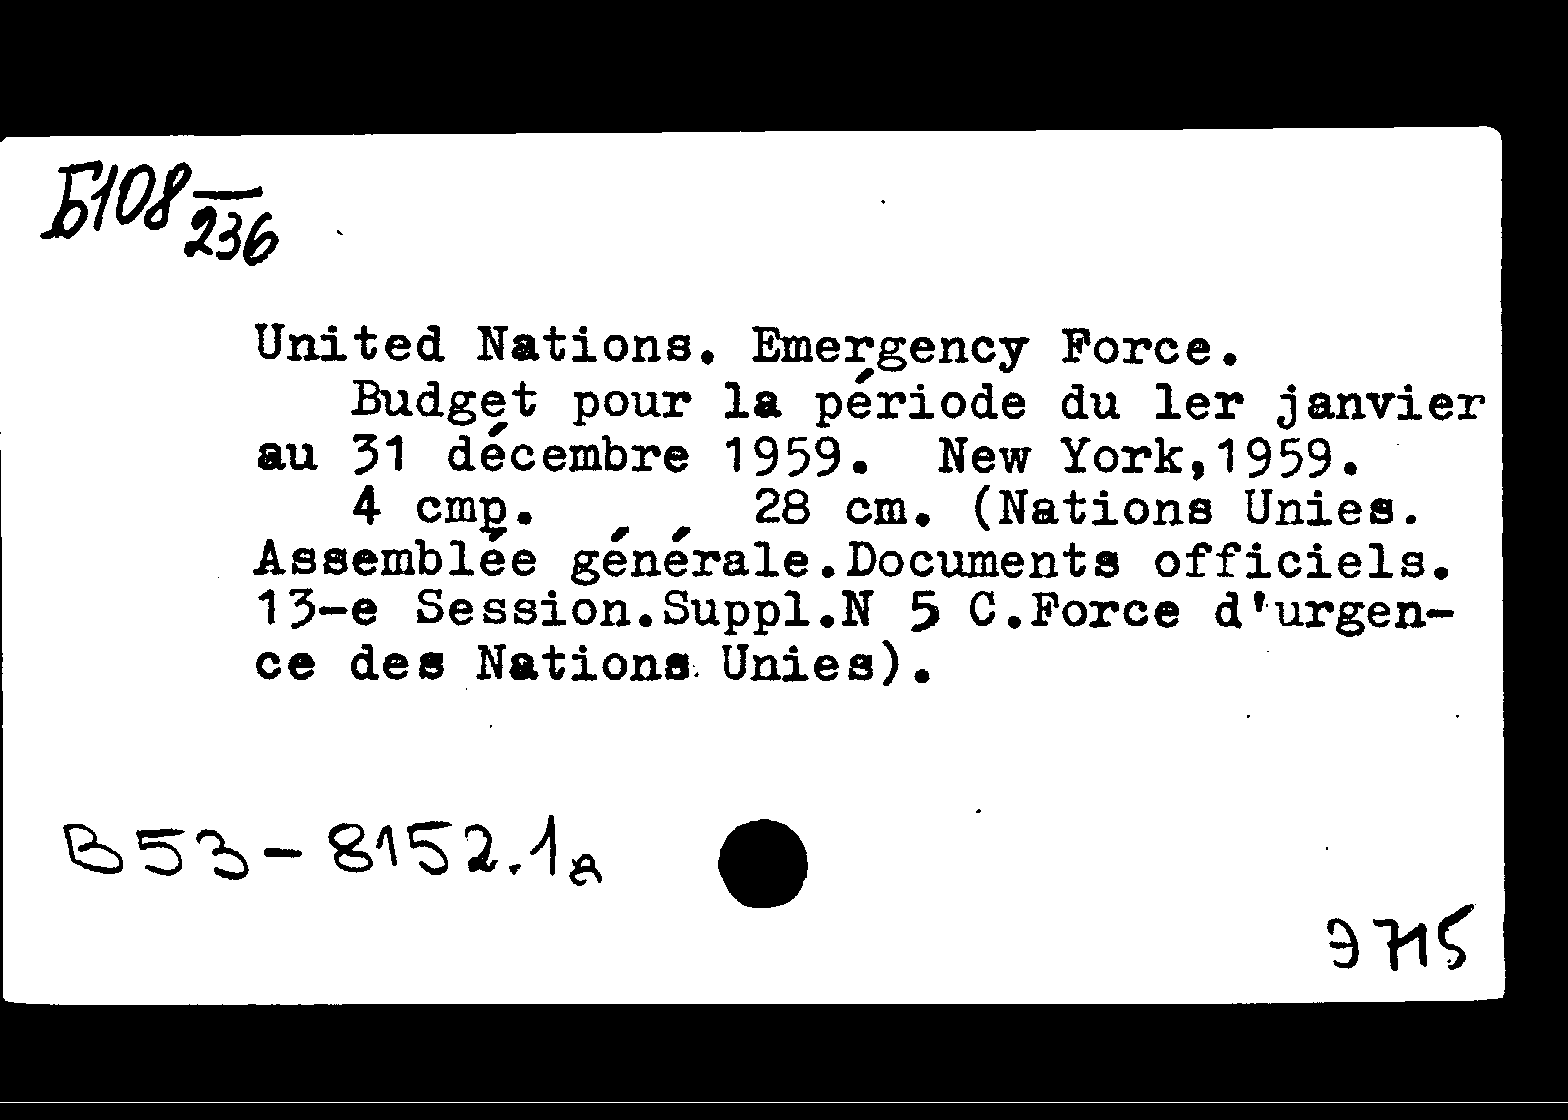 Б108
236
United Nations. Emergency Force.
Budget pour la période du 1er janvier
au 31 décembre 1959. New York,1959.
4 cmp. 28 cm. (Nations Unies.
Assemblée générale.Documents officiels.
13-e Session.Suppl.N 5 C.Force d'urgen-
ce des Nations Unies).
В53-8152.1а
Э715